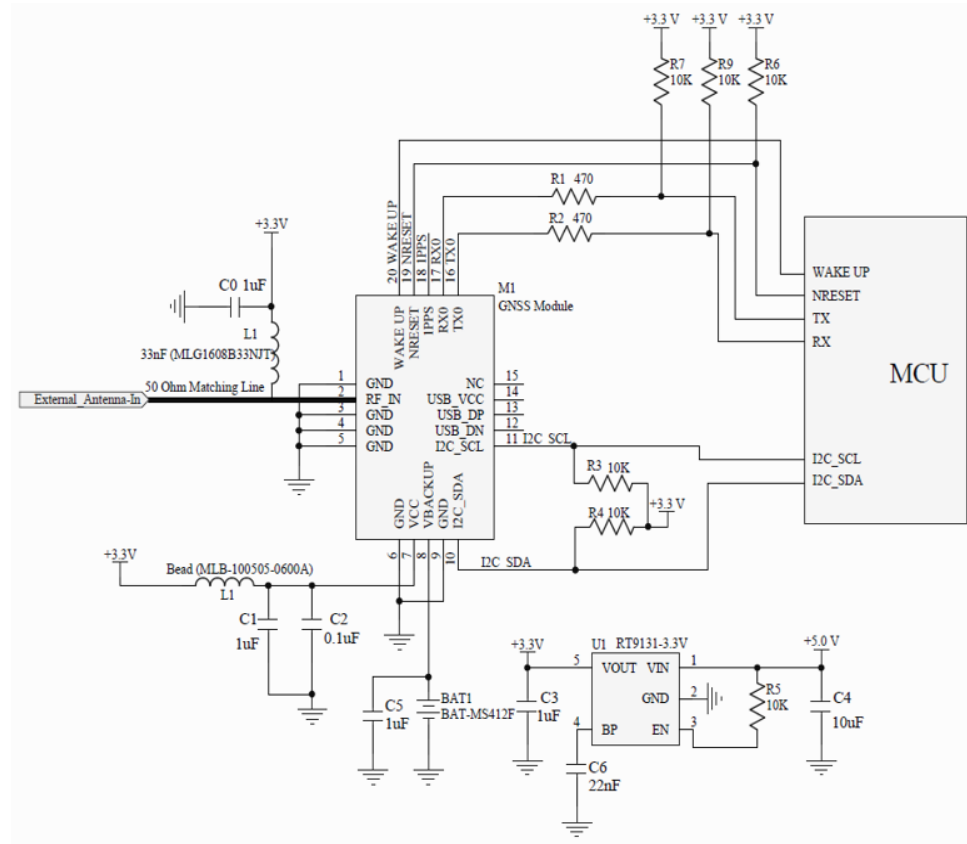 +3.3 V +3.3 V +3.3 V
R7 10K
R9 10K
R6 10K
R1 470
R2 470
+3.3V
C0 1uF
L1
33nF (MLG1608B33NJT)
50 Ohm Matching Line
External_Antenna-In
20 WAKE UP
19 NRESET
18 1PPS
17 RX0
16 TX0
M1
GNSS Module
WAKE UP
NRESET
1PPS
RX0
TX0
1 GND
2 RF_IN
3 GND
4 GND
5 GND
NC 15
USB_VCC 14
USB_DP 13
USB_DN 12
I2C_SCL 11 I2C_SCL
GND
VCC
VBACKUP
GND
I2C_SDA
6
7
8
9
10
I2C_SDA
R3 10K
R4 10K
+3.3 V
WAKE UP
NRESET
TX
RX
MCU
I2C_SCL
I2C_SDA
+3.3V
Bead (MLB-100505-0600A)
L1
C1
1uF
C2
0.1uF
C5
1uF
BAT1
BAT-MS412F
+3.3V
U1 RT9131-3.3V
+5.0 V
5 VOUT VIN 1
GND 2
4 BP EN 3
C3
1uF
R5
10K
C4
10uF
C6
22nF